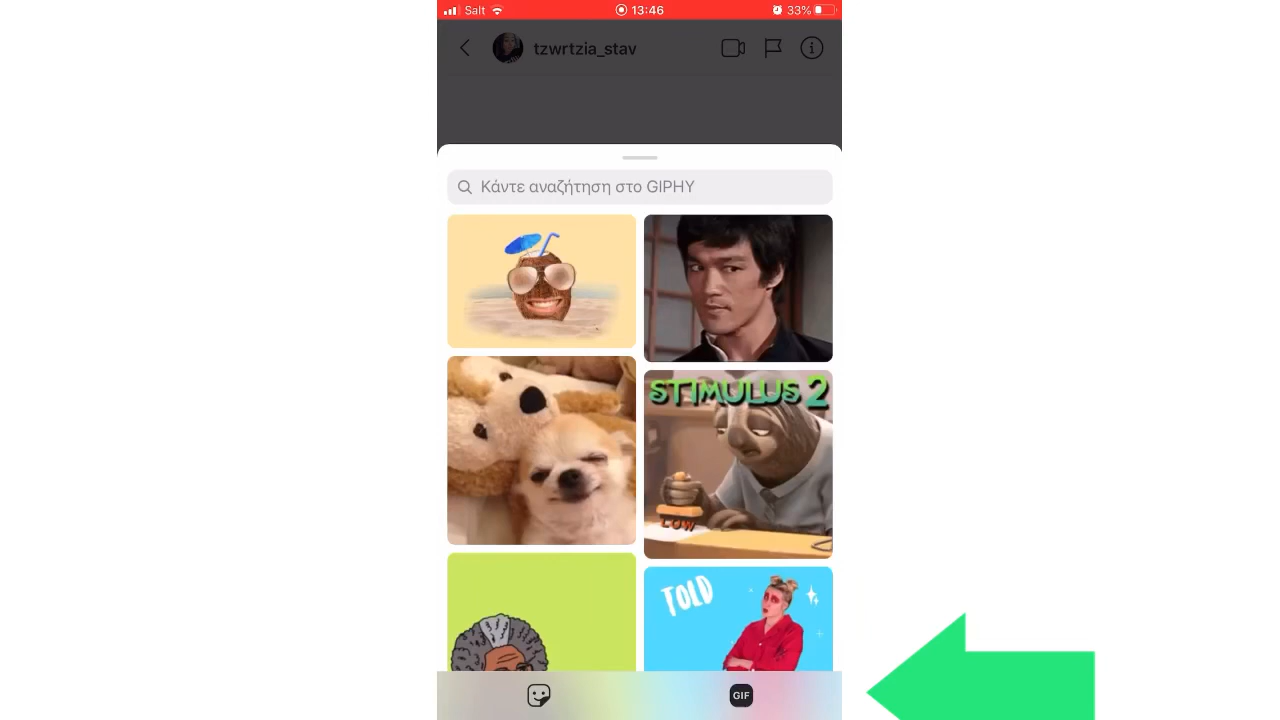 Salt 13:46 33%
tzwrtzia_stav
Κάντε αναζήτηση στο GIPHY
STIMULUS 2
LOW
TOLD
GIF